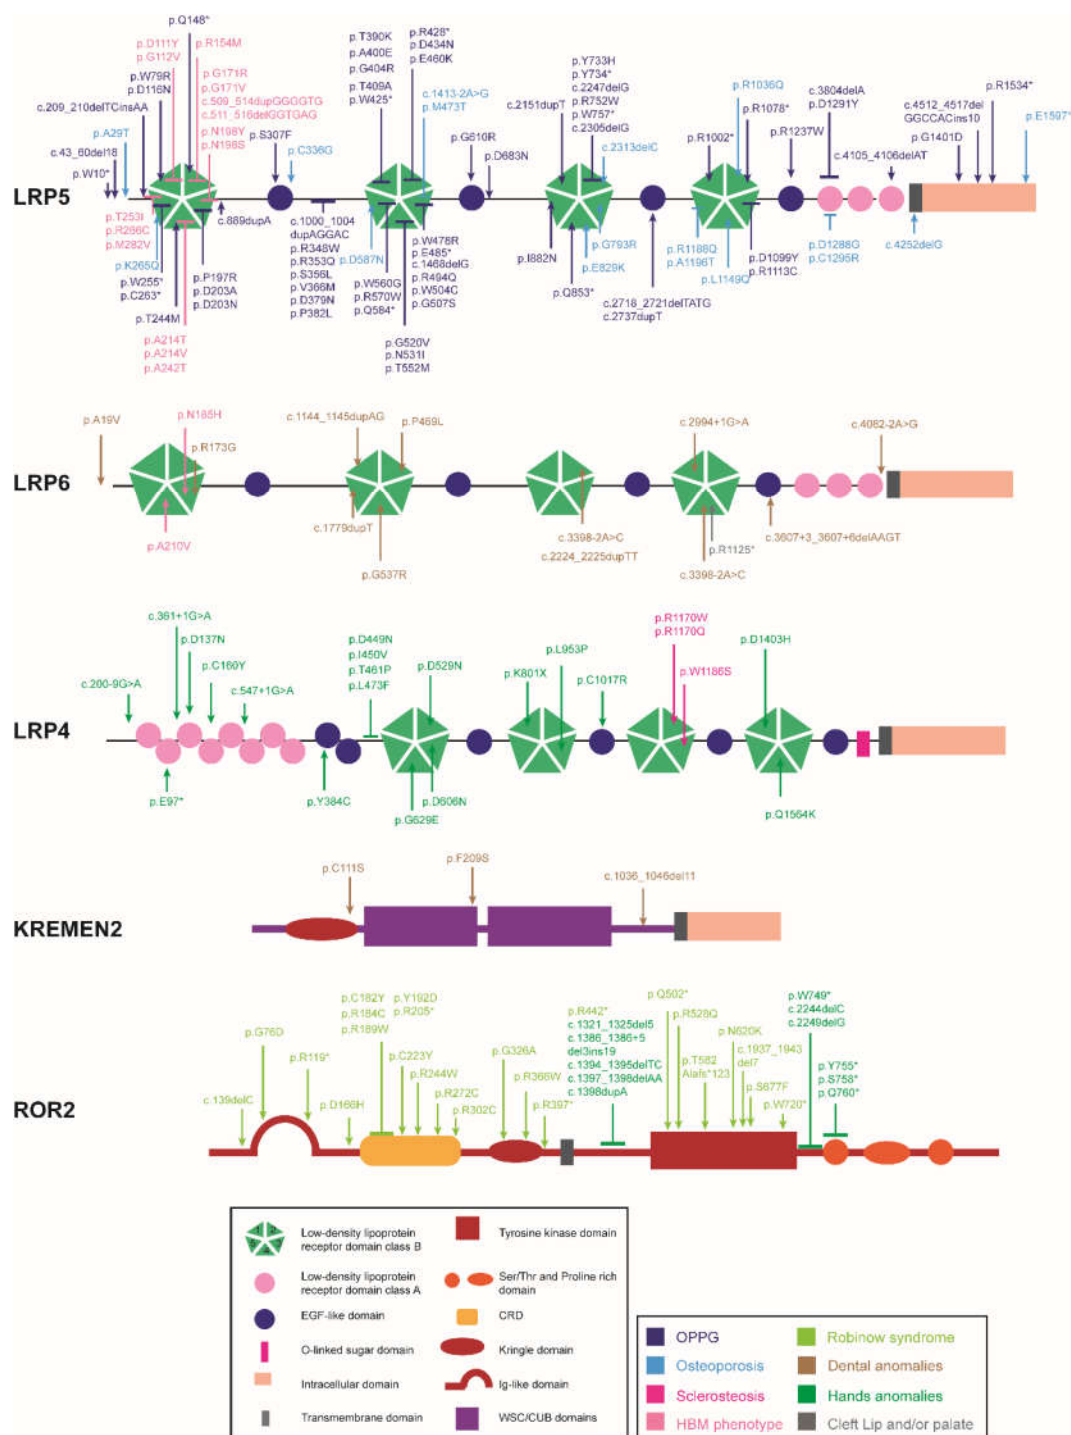 LRP5
p.Q148*
p.D111Y
p.G112V
p.R154M
p.W79R
p.D116N
p.G171R
p.G171V
c.509_514dupGGGGTG
c.511_516delGGTGAG
c.209_210delTCinsAA
p.A29T
p.N198Y
p.N198S
c.43_60del18
p.W10*
p.S307F
p.C336G
p.T390K
p.A400E
p.G404R
p.T409A
p.W425*
p.R428*
p.D434N
p.E460K
c.1413-2A>G
p.M473T
p.G610R
p.D683N
c.2151dupT
p.Y733H
p.Y734*
c.2247delG
p.R752W
p.W757*
c.2305delG
c.2313delC
p.R1036Q
p.R1078*
p.R1002*
p.R1237W
c.3804delA
p.D1291Y
c.4105_4106delAT
c.4512_4517del
GGCCACins10
p.G1401D
p.R1534*
p.E1597*
p.T253I
p.R266C
p.M282V
p.K265Q
p.W255*
p.C263*
p.T244M
p.A214T
p.A214V
p.A242T
p.P197R
p.D203A
p.D203N
c.889dupA
c.1000_1004
dupAGGAC
p.R348W
p.R353Q
p.S356L
p.V366M
p.D379N
p.P382L
p.D587N
p.W560G
p.R570W
p.Q584*
p.W478R
p.E485*
c.1468delG
p.R494Q
p.W504C
p.G507S
p.G520V
p.N531I
p.T552M
p.I882N
p.Q853*
p.G793R
p.E829K
c.2718_2721delTATG
c.2737dupT
p.R1188Q
p.A1196T
p.L1149Q
p.D1099Y
p.R1113C
p.D1288G
p.C1295R
c.4252delG
LRP6
p.A19V
p.N185H
p.R173G
c.1144_1145dupAG
p.P469L
c.2994+1G>A
c.4082-2A>G
p.A210V
c.1779dupT
p.G537R
c.3398-2A>C
c.2224_2225dupTT
p.R1125*
c.3398-2A>C
c.3607+3_3607+6delAAGT
LRP4
c.361+1G>A
p.D137N
p.C160Y
c.200-9G>A
c.547+1G>A
p.D449N
p.I450V
p.T461P
p.L473F
p.D529N
p.K801X
p.L953P
p.C1017R
p.R1170W
p.R1170Q
p.W1186S
p.D1403H
p.E97*
p.Y384C
p.D606N
p.G629E
p.Q1564K
KREMEN2
p.C111S
p.F209S
c.1036_1046del11
ROR2
c.139delC
p.G76D
p.R119*
p.D166H
p.C182Y
p.R184C
p.R189W
p.Y192D
p.R205*
p.C223Y
p.R244W
p.R272C
p.R302C
p.G326A
p.R366W
p.R397*
p.R442*
c.1321_1325del5
c.1386_1386+5
del3ins19
c.1394_1395delTC
c.1397_1398delAA
c.1398dupA
p.Q502*
p.R528Q
p.T582
Alafs*123
p.N620K
c.1937_1943
del7
p.S677F
p.W720*
p.W749*
c.2244delC
c.2249delG
p.Y755*
p.S758*
p.Q760*
1 2
5 3
4
Low-density lipoprotein
receptor domain class B
Low-density lipoprotein
receptor domain class A
EGF-like domain
O-linked sugar domain
Intracellular domain
Transmembrane domain
Tyrosine kinase domain
Ser/Thr and Proline rich
domain
CRD
Kringle domain
Ig-like domain
WSC/CUB domains
OPPG
Osteoporosis
Sclerosteosis
HBM phenotype
Robinow syndrome
Dental anomalies
Hands anomalies
Cleft Lip and/or palate